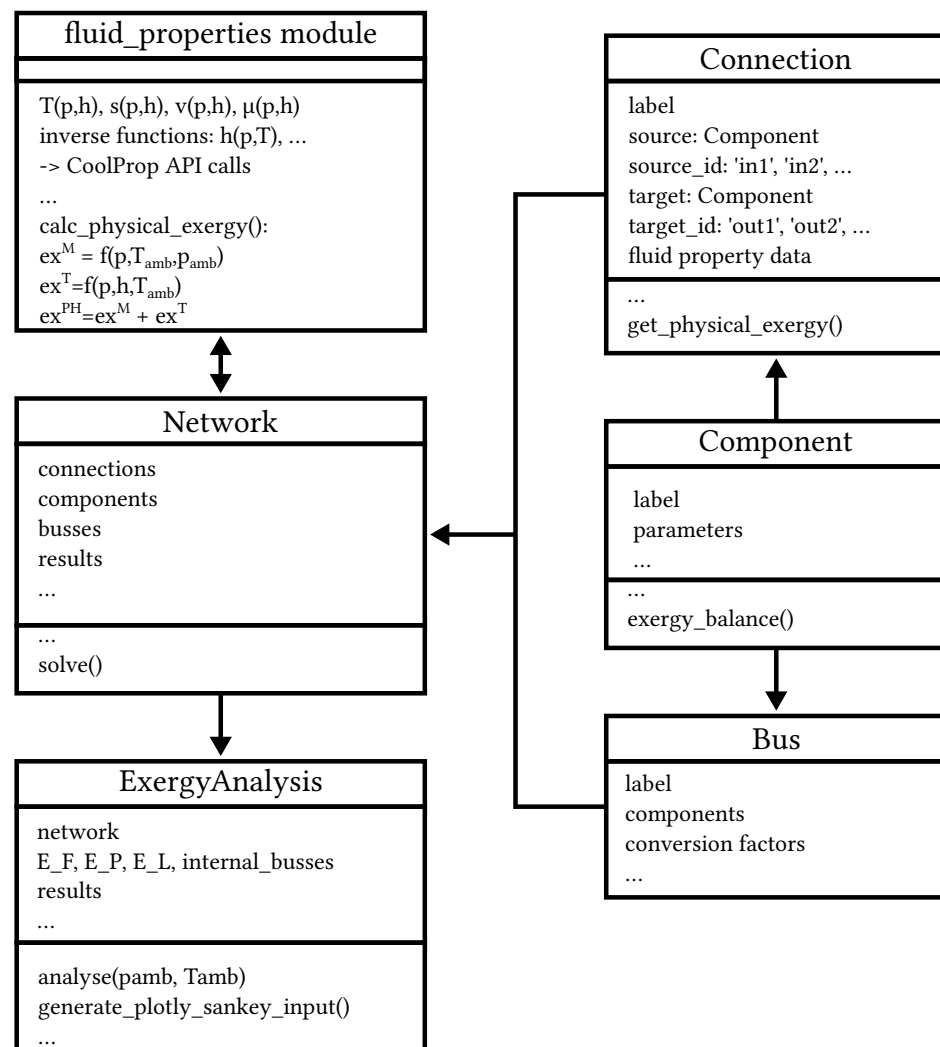 fluid_properties module
T(p,h), s(p,h), v(p,h), μ(p,h)
inverse functions: h(p,T), ...
-> CoolProp API calls
...
calc_physical_exergy():
ex^M = f(p,T_amb,p_amb)
ex^T=f(p,h,T_amb)
ex^PH=ex^M + ex^T
Network
connections
components
busses
results
...
...
solve()
ExergyAnalysis
network
E_F, E_P, E_L, internal_busses
results
...
analyse(pamb, Tamb)
generate_plotly_sankey_input()
...
Connection
label
source: Component
source_id: 'in1', 'in2', ...
target: Component
target_id: 'out1', 'out2', ...
fluid property data
...
get_physical_exergy()
Component
label
parameters
...
...
exergy_balance()
Bus
label
components
conversion factors
...